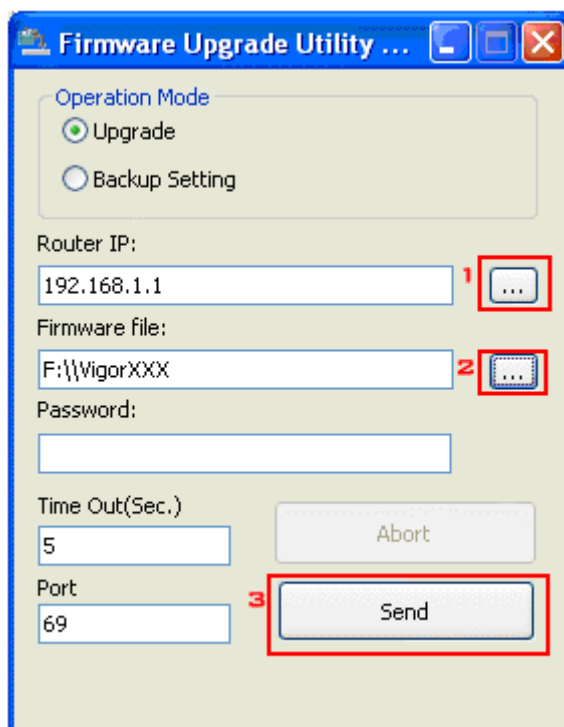 Firmware Upgrade Utility ...
Operation Mode
Upgrade
Backup Setting
Router IP:
192.168.1.1
1
...
Firmware file:
F:\\VigorXXX
2
...
Password:
Time Out(Sec.)
5
Abort
Port
69
3
Send